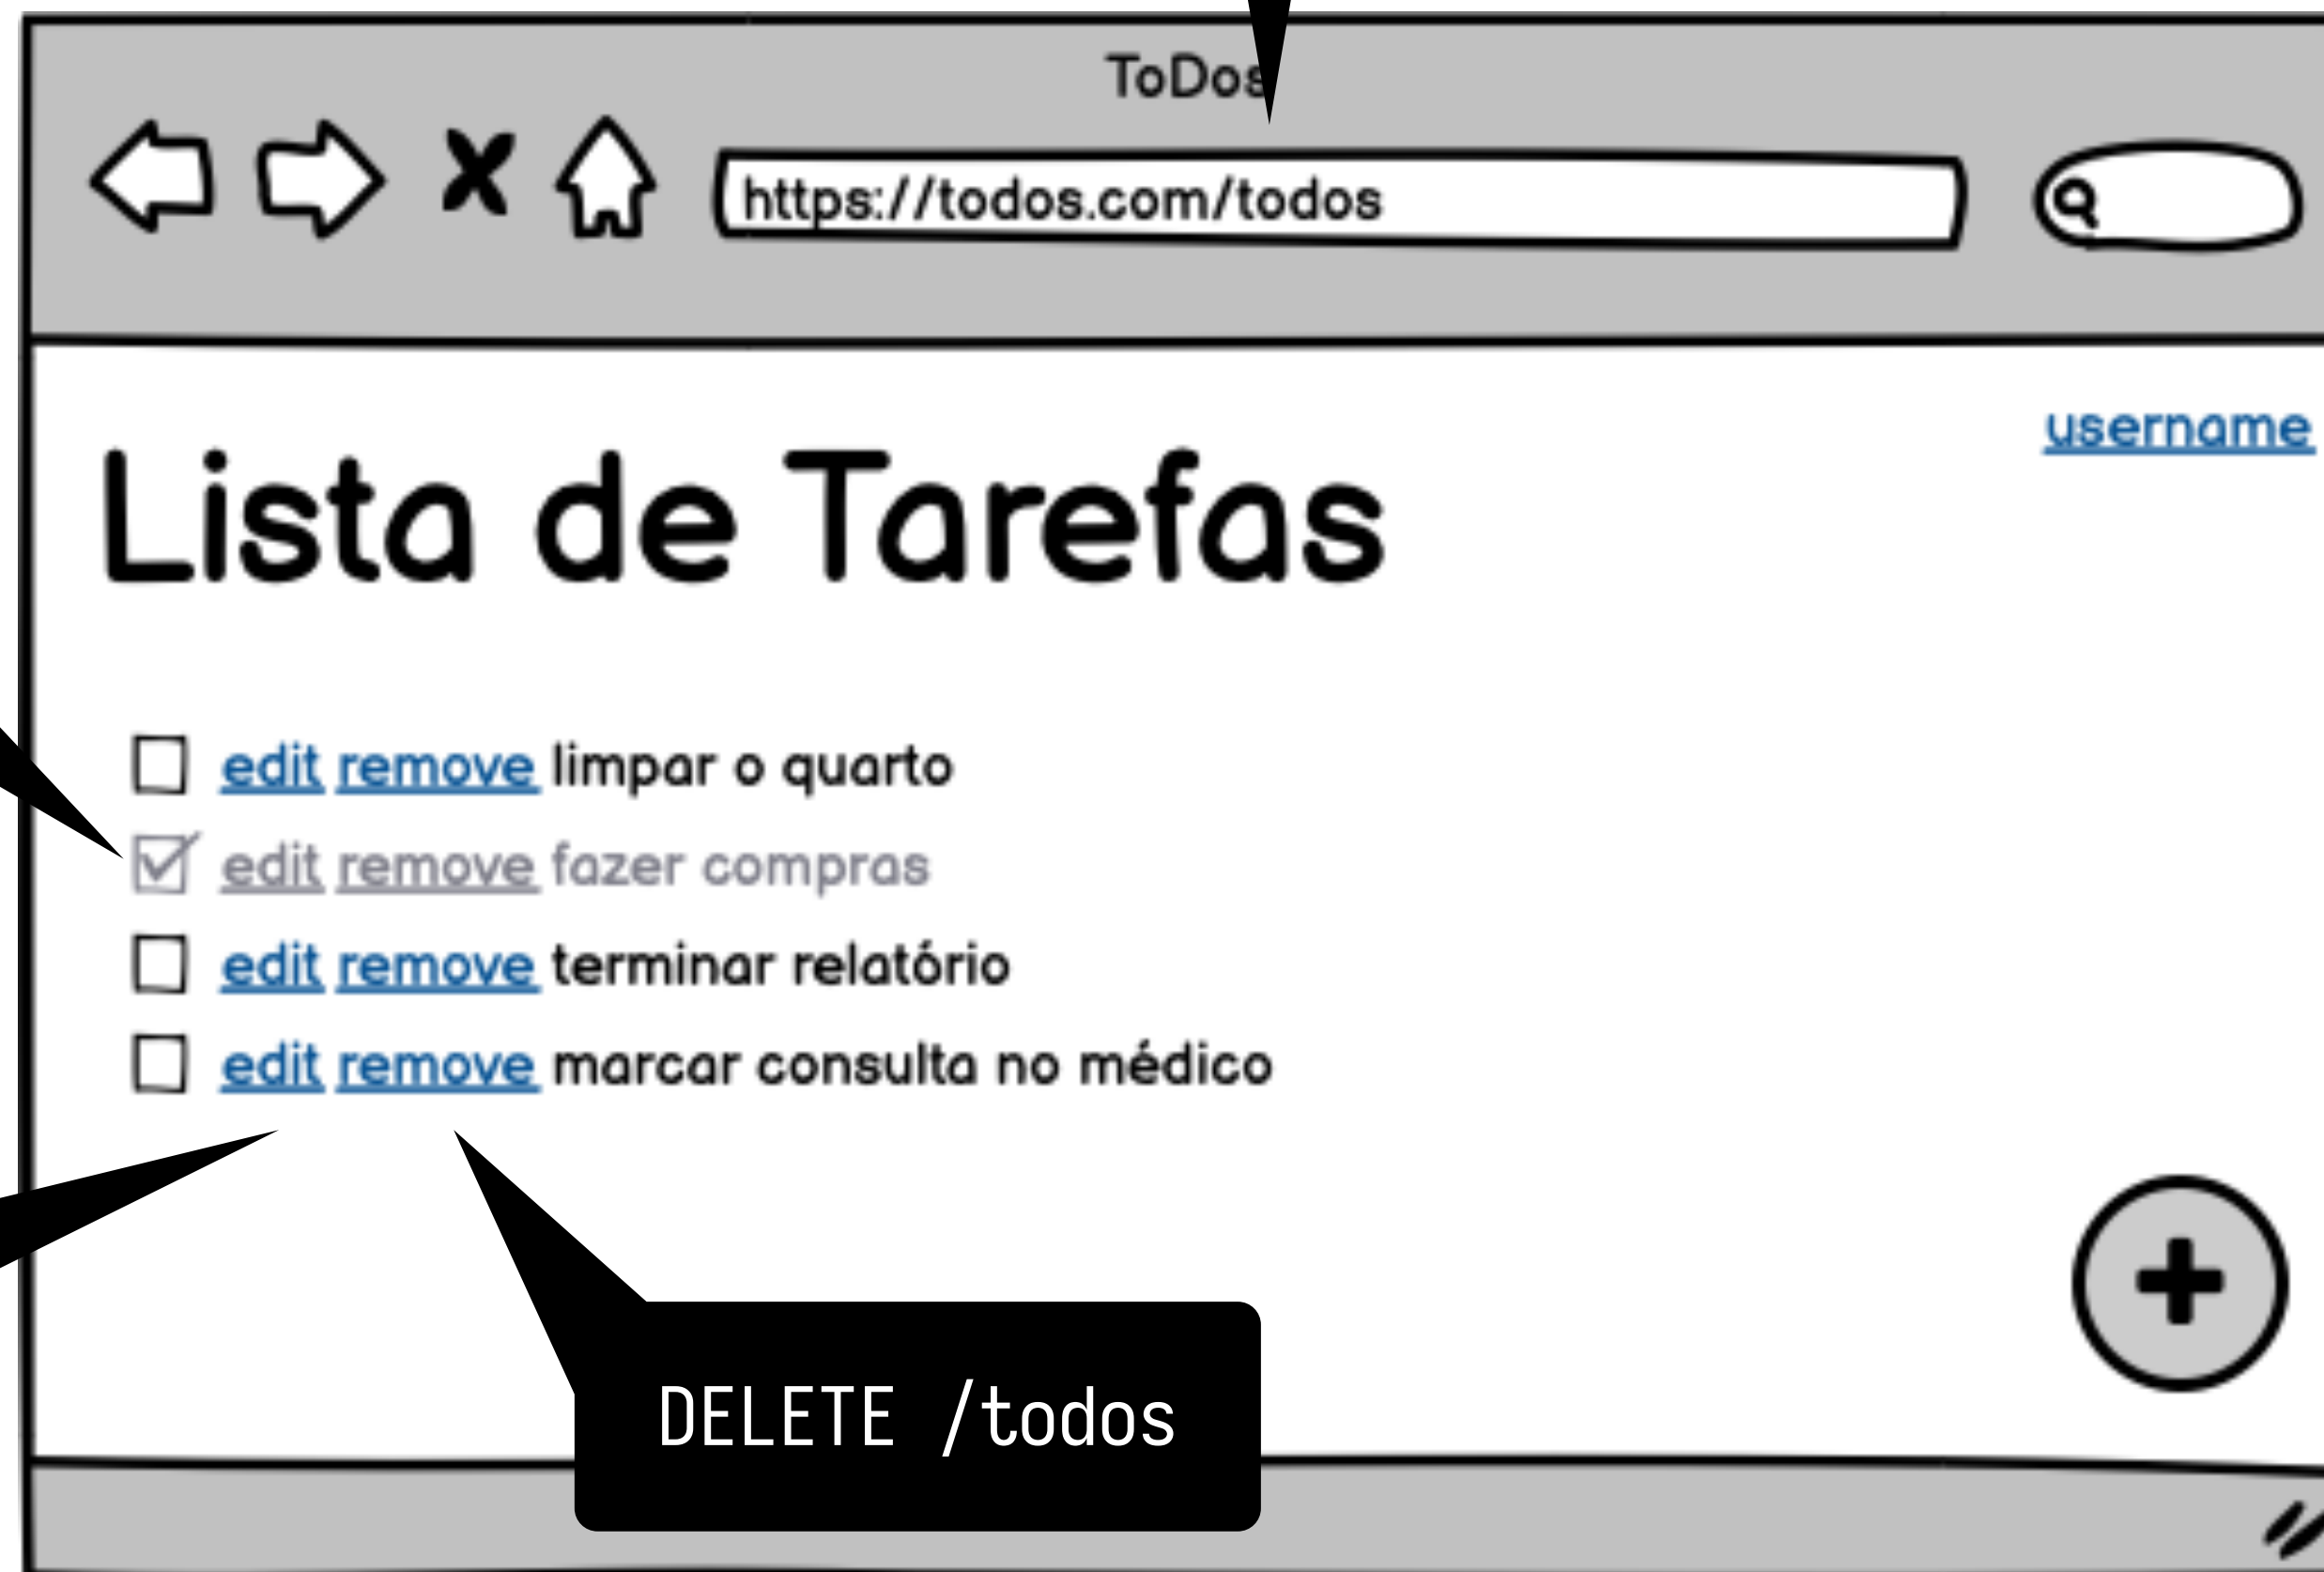 ToDos
https://todos.com/todos
username
Lista de Tarefas
edit remove limpar o quarto
edit remove fazer compras
edit remove terminar relatório
edit remove marcar consulta no médico
DELETE /todos